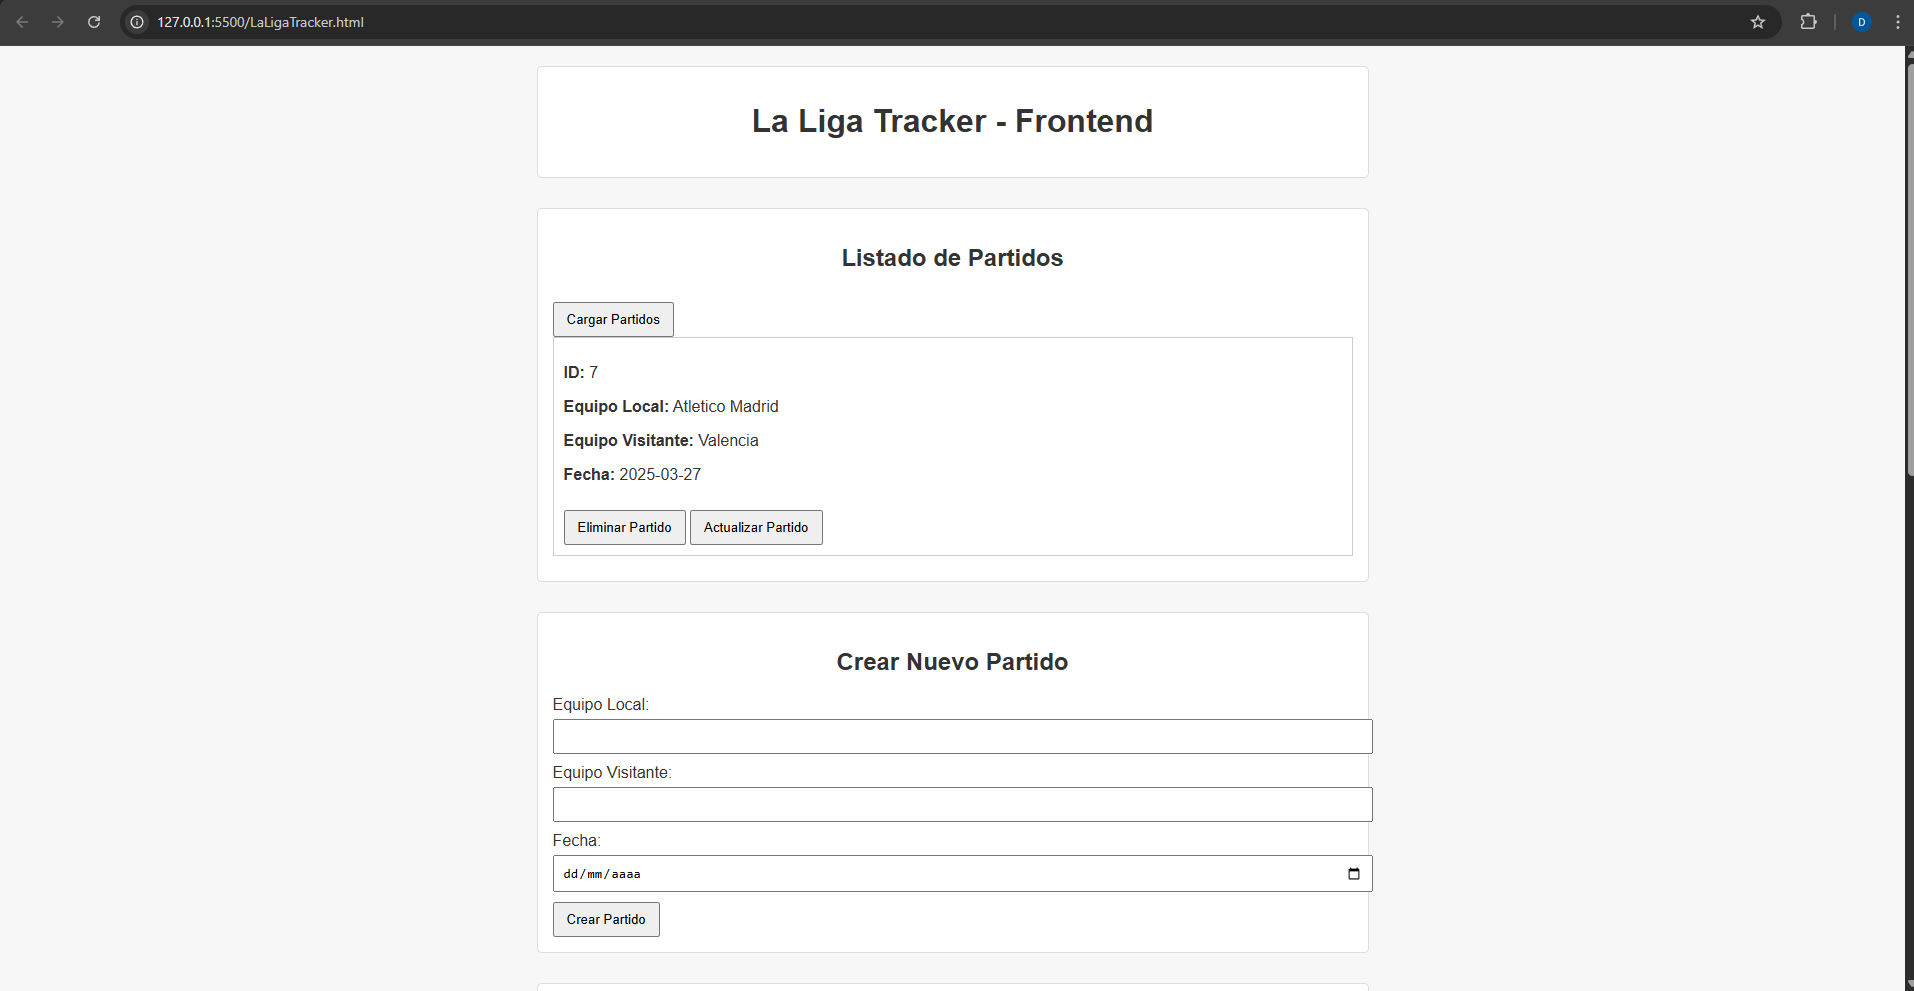 127.0.0.1:5500/LaLigaTracker.html
D
La Liga Tracker - Frontend
Listado de Partidos
Cargar Partidos
ID: 7
Equipo Local: Atletico Madrid
Equipo Visitante: Valencia
Fecha: 2025-03-27
Eliminar Partido Actualizar Partido
Crear Nuevo Partido
Equipo Local:
Equipo Visitante:
Fecha:
dd/mm/aaaa
Crear Partido